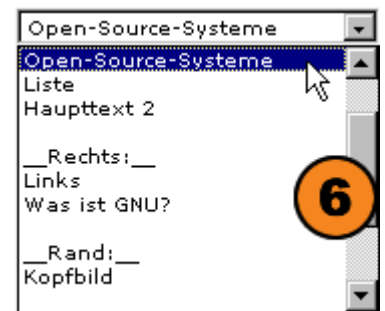 Open-Source-Systeme
Open-Source-Systeme
Liste
Haupttext 2
__Rechts:__
Links
Was ist GNU?
6
__Rand:__
Kopfbild